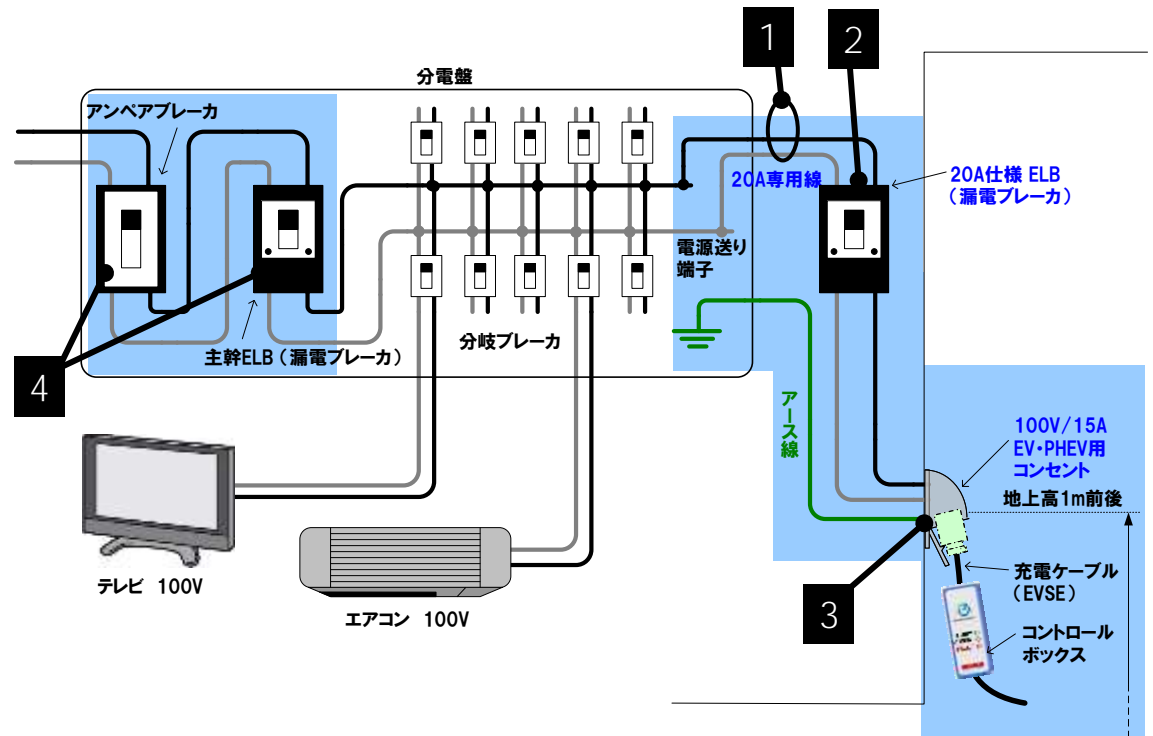 1
2
分電盤
アンペアブレーカ
20A専用線
20A仕様 ELB
（漏電ブレーカ）
電源送り
端子
分岐ブレーカ
主幹ELB（漏電ブレーカ）
4
アース線
100V/15A
EV・PHEV用
コンセント
地上高1m前後
テレビ 100V
エアコン 100V
3
充電ケーブル
（EVSE）
コントロール
ボックス